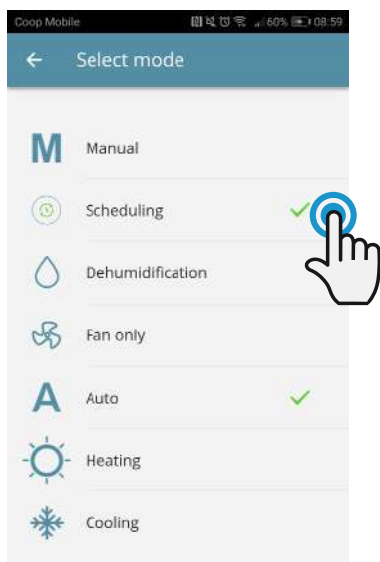 Coop Mobile 60% 08:59
Select mode
M Manual
Scheduling
Dehumidification
Fan only
A Auto
Heating
Cooling